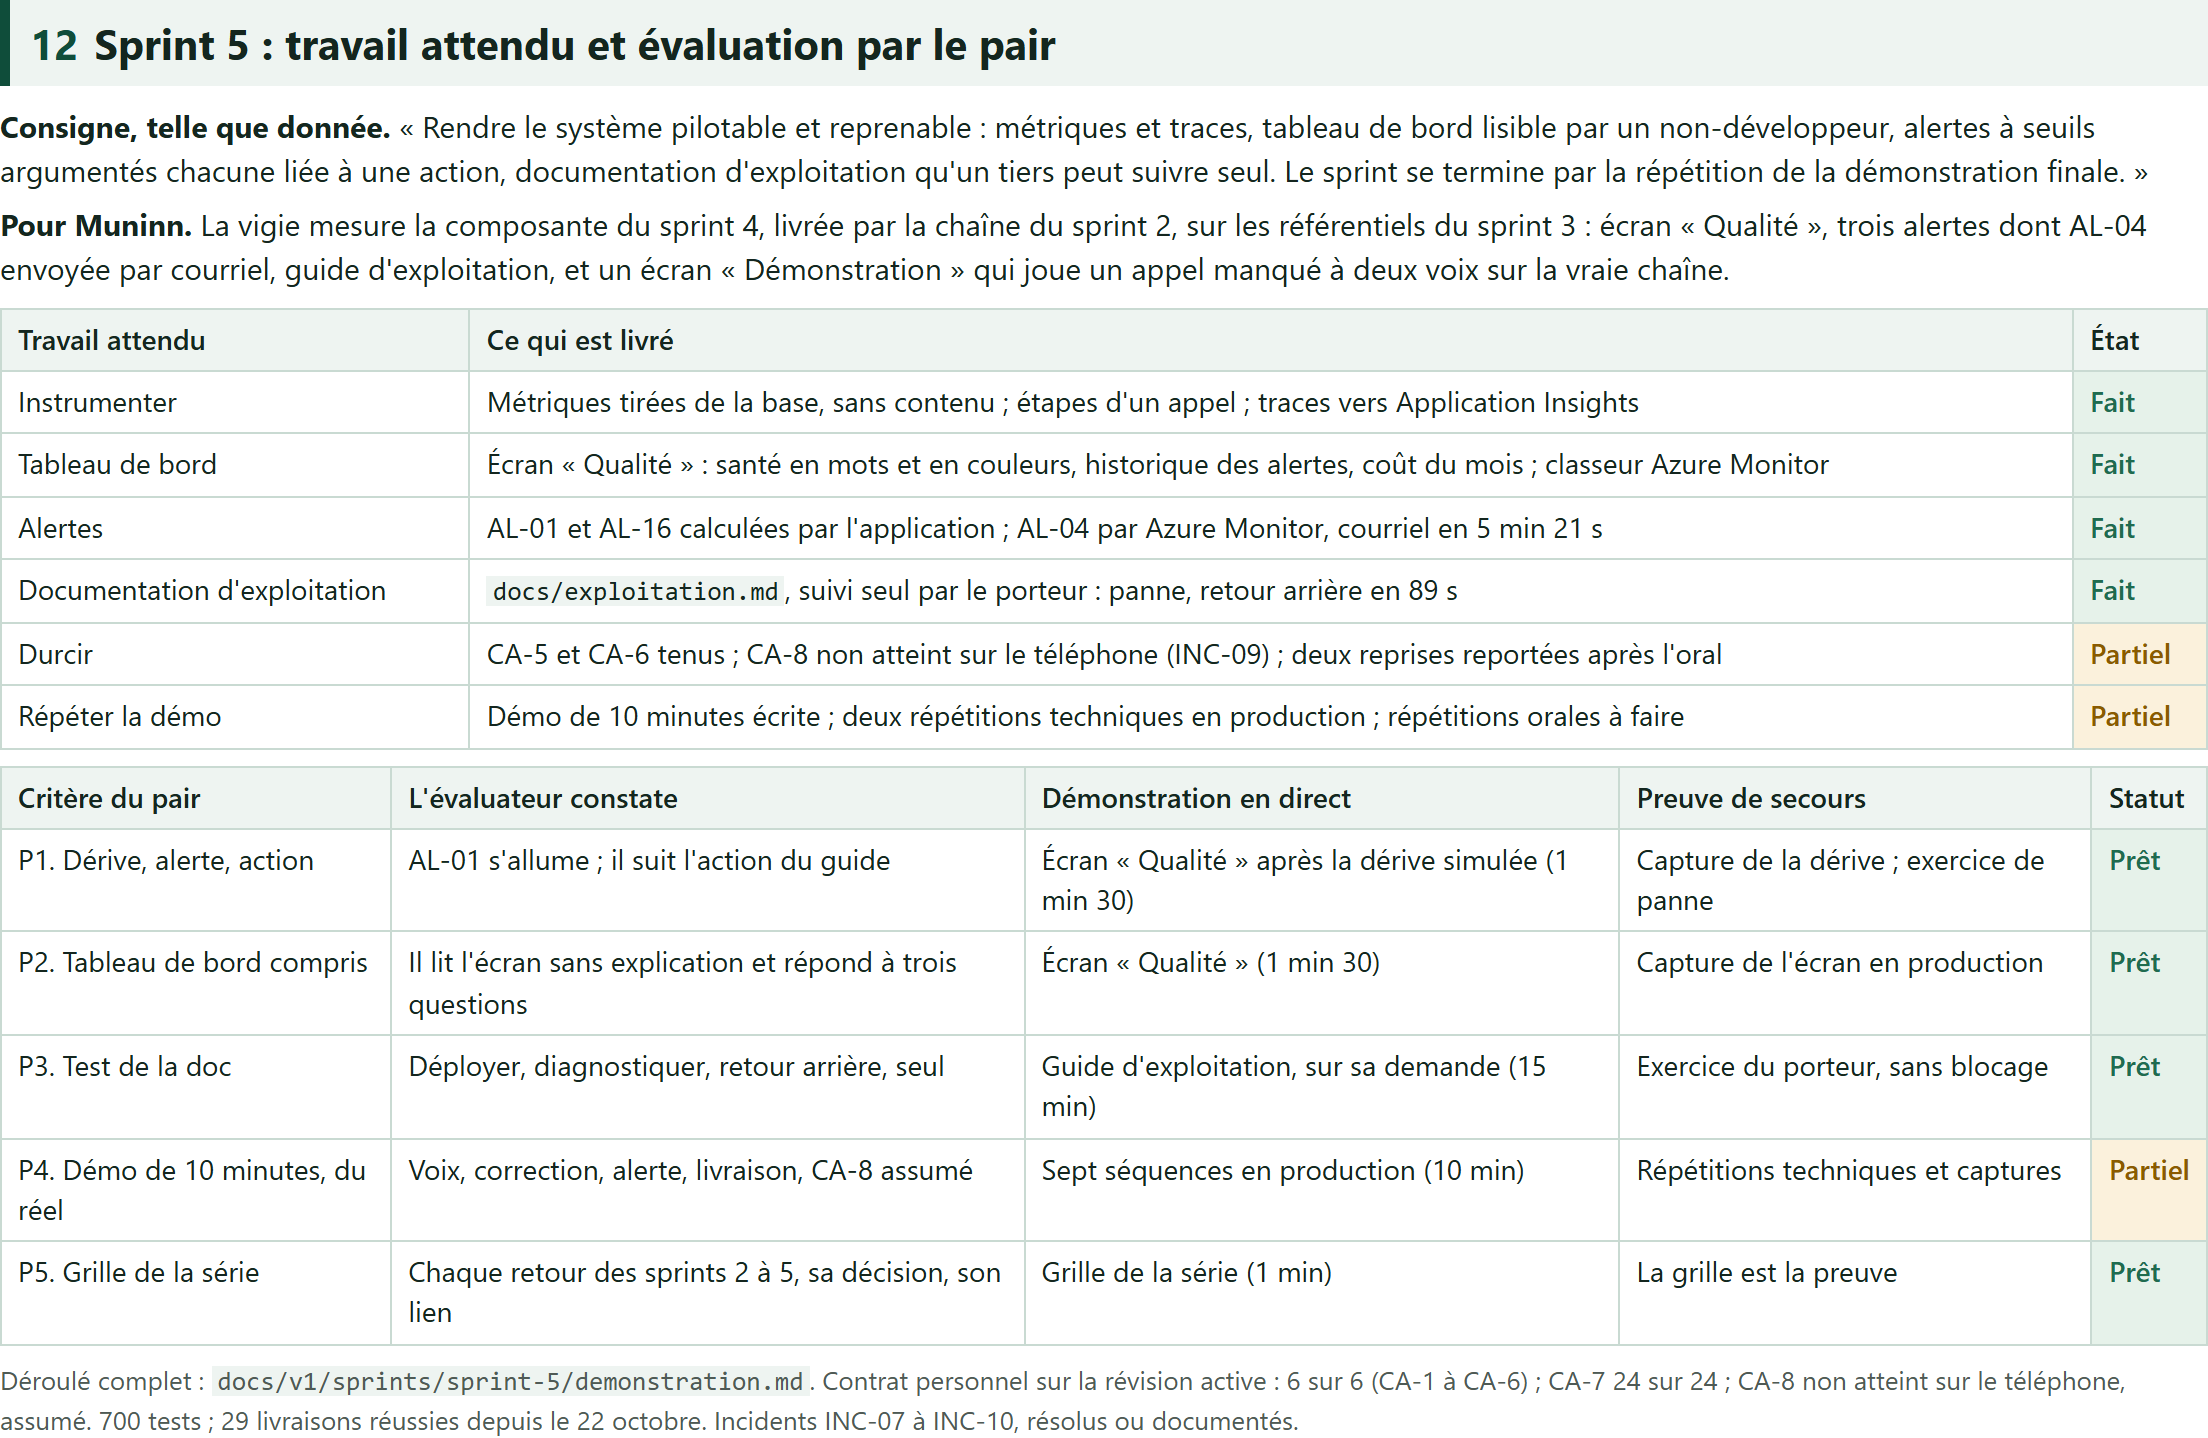 12 Sprint 5 : travail attendu et évaluation par le pair
Consigne, telle que donnée. « Rendre le système pilotable et reprenable : métriques et traces, tableau de bord lisible par un non-développeur, alertes à seuils
argumentés chacune liée à une action, documentation d'exploitation qu'un tiers peut suivre seul. Le sprint se termine par la répétition de la démonstration finale. »
Pour Muninn. La vigie mesure la composante du sprint 4, livrée par la chaîne du sprint 2, sur les référentiels du sprint 3 : écran « Qualité », trois alertes dont AL-04
envoyée par courriel, guide d'exploitation, et un écran « Démonstration » qui joue un appel manqué à deux voix sur la vraie chaîne.
Travail attendu Ce qui est livré État
Instrumenter Métriques tirées de la base, sans contenu ; étapes d'un appel ; traces vers Application Insights Fait
Tableau de bord Écran « Qualité » : santé en mots et en couleurs, historique des alertes, coût du mois ; classeur Azure Monitor Fait
Alertes AL-01 et AL-16 calculées par l'application ; AL-04 par Azure Monitor, courriel en 5 min 21 s Fait
Documentation d'exploitation docs/exploitation.md, suivi seul par le porteur : panne, retour arrière en 89 s Fait
Durcir CA-5 et CA-6 tenus ; CA-8 non atteint sur le téléphone (INC-09) ; deux reprises reportées après l'oral Partiel
Répéter la démo Démo de 10 minutes écrite ; deux répétitions techniques en production ; répétitions orales à faire Partiel
Critère du pair L'évaluateur constate Démonstration en direct Preuve de secours Statut
P1. Dérive, alerte, action AL-01 s'allume ; il suit l'action du guide Écran « Qualité » après la dérive simulée (1 Capture de la dérive ; exercice de Prêt
min 30) panne
P2. Tableau de bord compris Il lit l'écran sans explication et répond à trois Écran « Qualité » (1 min 30) Capture de l'écran en production Prêt
questions
P3. Test de la doc Déployer, diagnostiquer, retour arrière, seul Guide d'exploitation, sur sa demande (15 Exercice du porteur, sans blocage Prêt
min)
P4. Démo de 10 minutes, du Voix, correction, alerte, livraison, CA-8 assumé Sept séquences en production (10 min) Répétitions techniques et captures Partiel
réel
P5. Grille de la série Chaque retour des sprints 2 à 5, sa décision, son Grille de la série (1 min) La grille est la preuve Prêt
lien
Déroulé complet : docs/v1/sprints/sprint-5/demonstration.md. Contrat personnel sur la révision active : 6 sur 6 (CA-1 à CA-6) ; CA-7 24 sur 24 ; CA-8 non atteint sur le téléphone,
assumé. 700 tests ; 29 livraisons réussies depuis le 22 octobre. Incidents INC-07 à INC-10, résolus ou documentés.